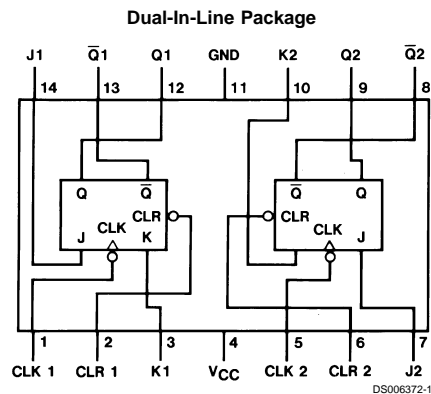 Dual-In-Line Package
J1 Q̅1 Q1 GND K2 Q2 Q̅2
14 13 12 11 10 9 8
Q Q̅ Q̅ Q
CLR CLR
CLK CLK
J K J
1 2 3 4 5 6 7
CLK 1 CLR 1 K1 VCC CLK 2 CLR 2 J2
DS006372-1